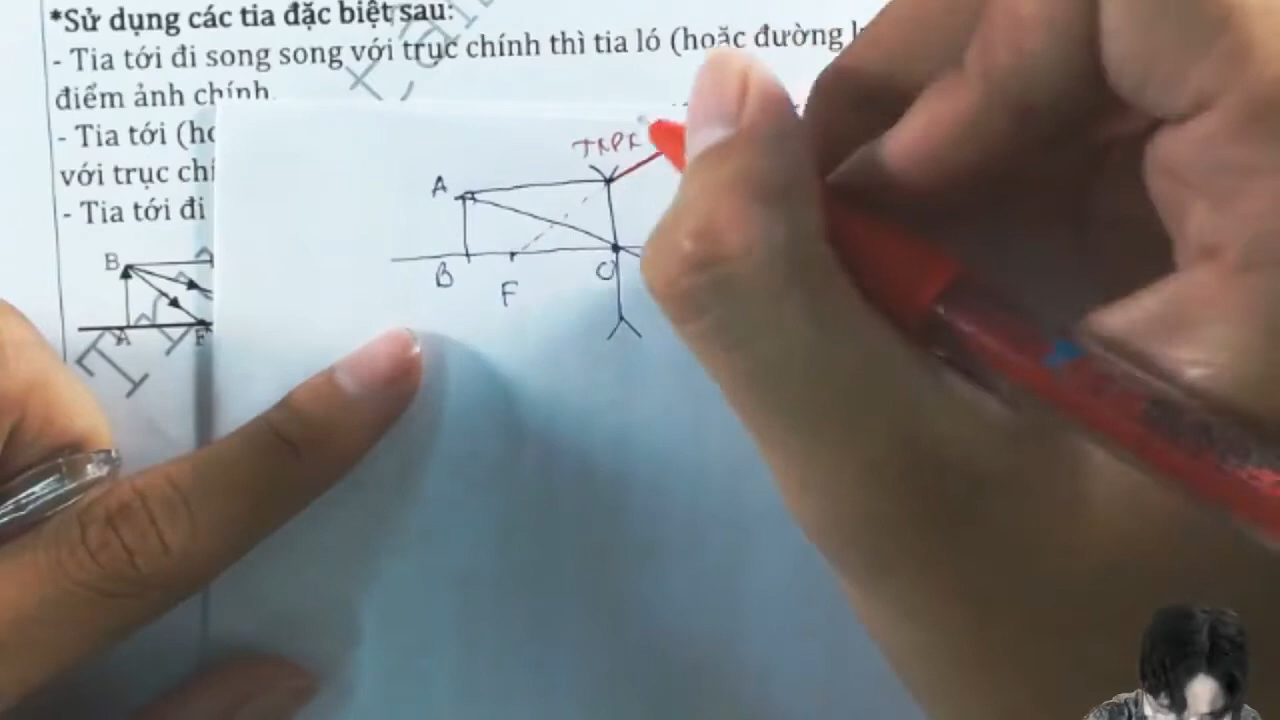 *Sử dụng các tia đặc biệt sau:
- Tia tới đi song song với trục chính thì tia ló (hoặc đường
điểm ảnh chính.
- Tia tới
với trục
- Tia tới đi
TKPK
A
B
B
F
O
A
F